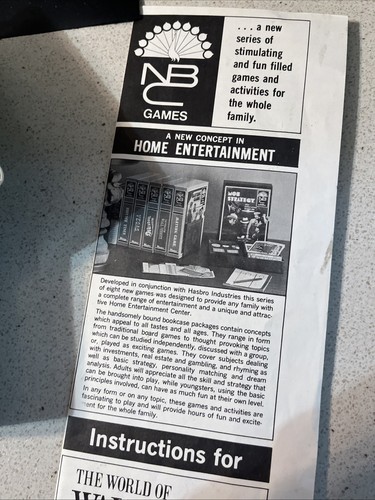 NBC
GAMES
. . . a new
series of
stimulating
and fun filled
games and
activities for
the whole
family.
A NEW CONCEPT IN
HOME ENTERTAINMENT
MOB
STRATEGY
Developed in conjunction with Hasbro Industries this series
of eight new games was designed to provide any family with
a complete range of entertainment and a unique and attrac-
tive Home Entertainment Center.
The handsomely bound bookcase packages contain concepts
which appeal to all tastes and all ages. They range in form
from traditional board games to thought provoking topics
which can be studied independently, discussed with a group,
or, played as exciting games. They cover subjects dealing
with investments, real estate and gambling, and rhyming as
well as basic strategy, personality matching and dream
analysis. Adults will appreciate all the skill and strategy that
can be brought into play, while youngsters, using the basic
principles involved, can have as much fun at their own level.
In any form or on any topic, these games and activities are
fascinating to play and will provide hours of fun and excite-
ment for the whole family.
Instructions for
THE WORLD OF